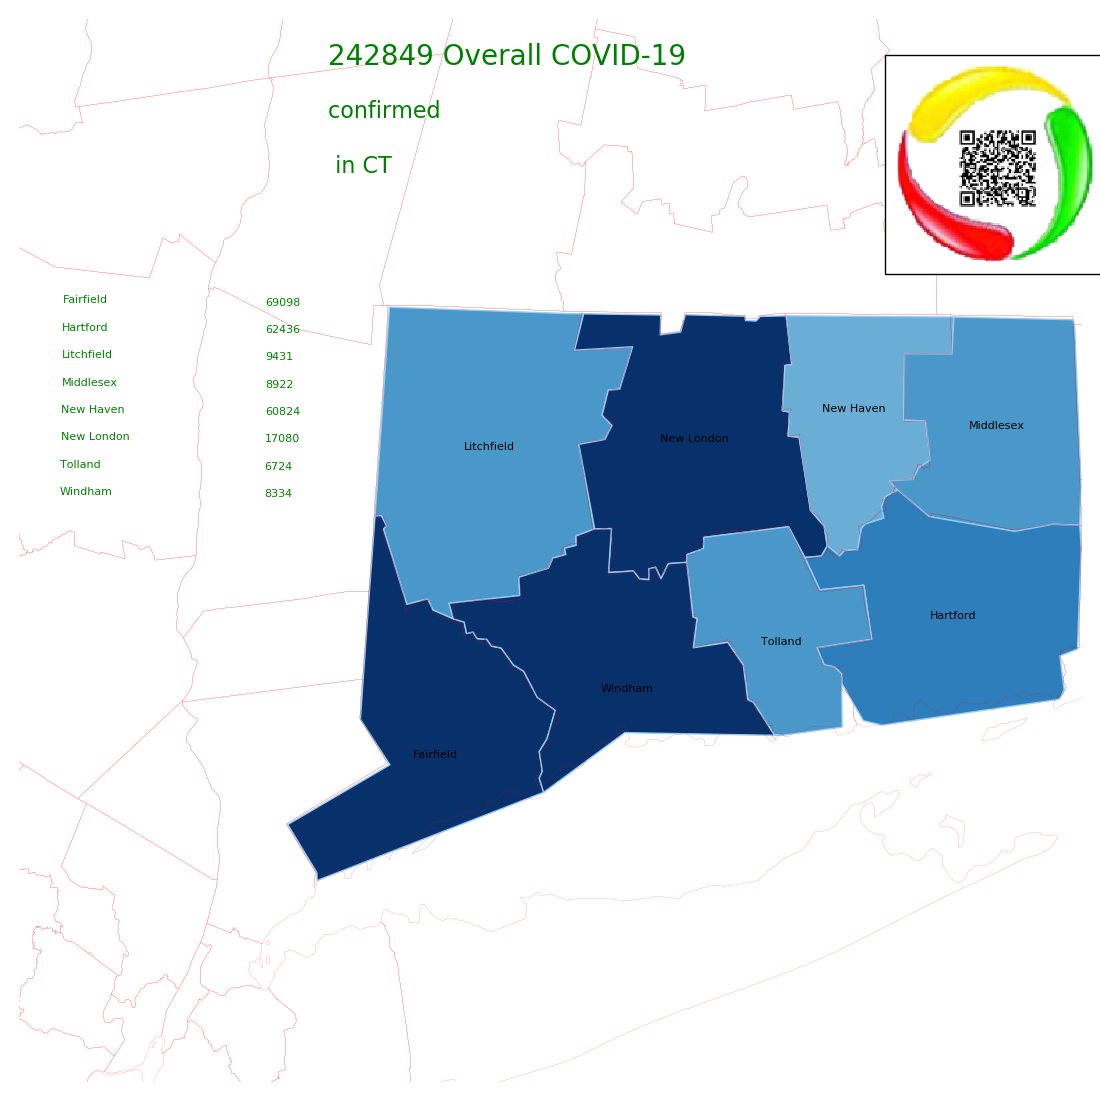 242849 Overall COVID-19
confirmed
in CT
Fairfield 69098
Hartford 62436
Litchfield 9431
Middlesex 8922
New Haven 60824
New London 17080
Tolland 6724
Windham 8334
New Haven
Middlesex
New London
Litchfield
Hartford
Tolland
Windham
Fairfield